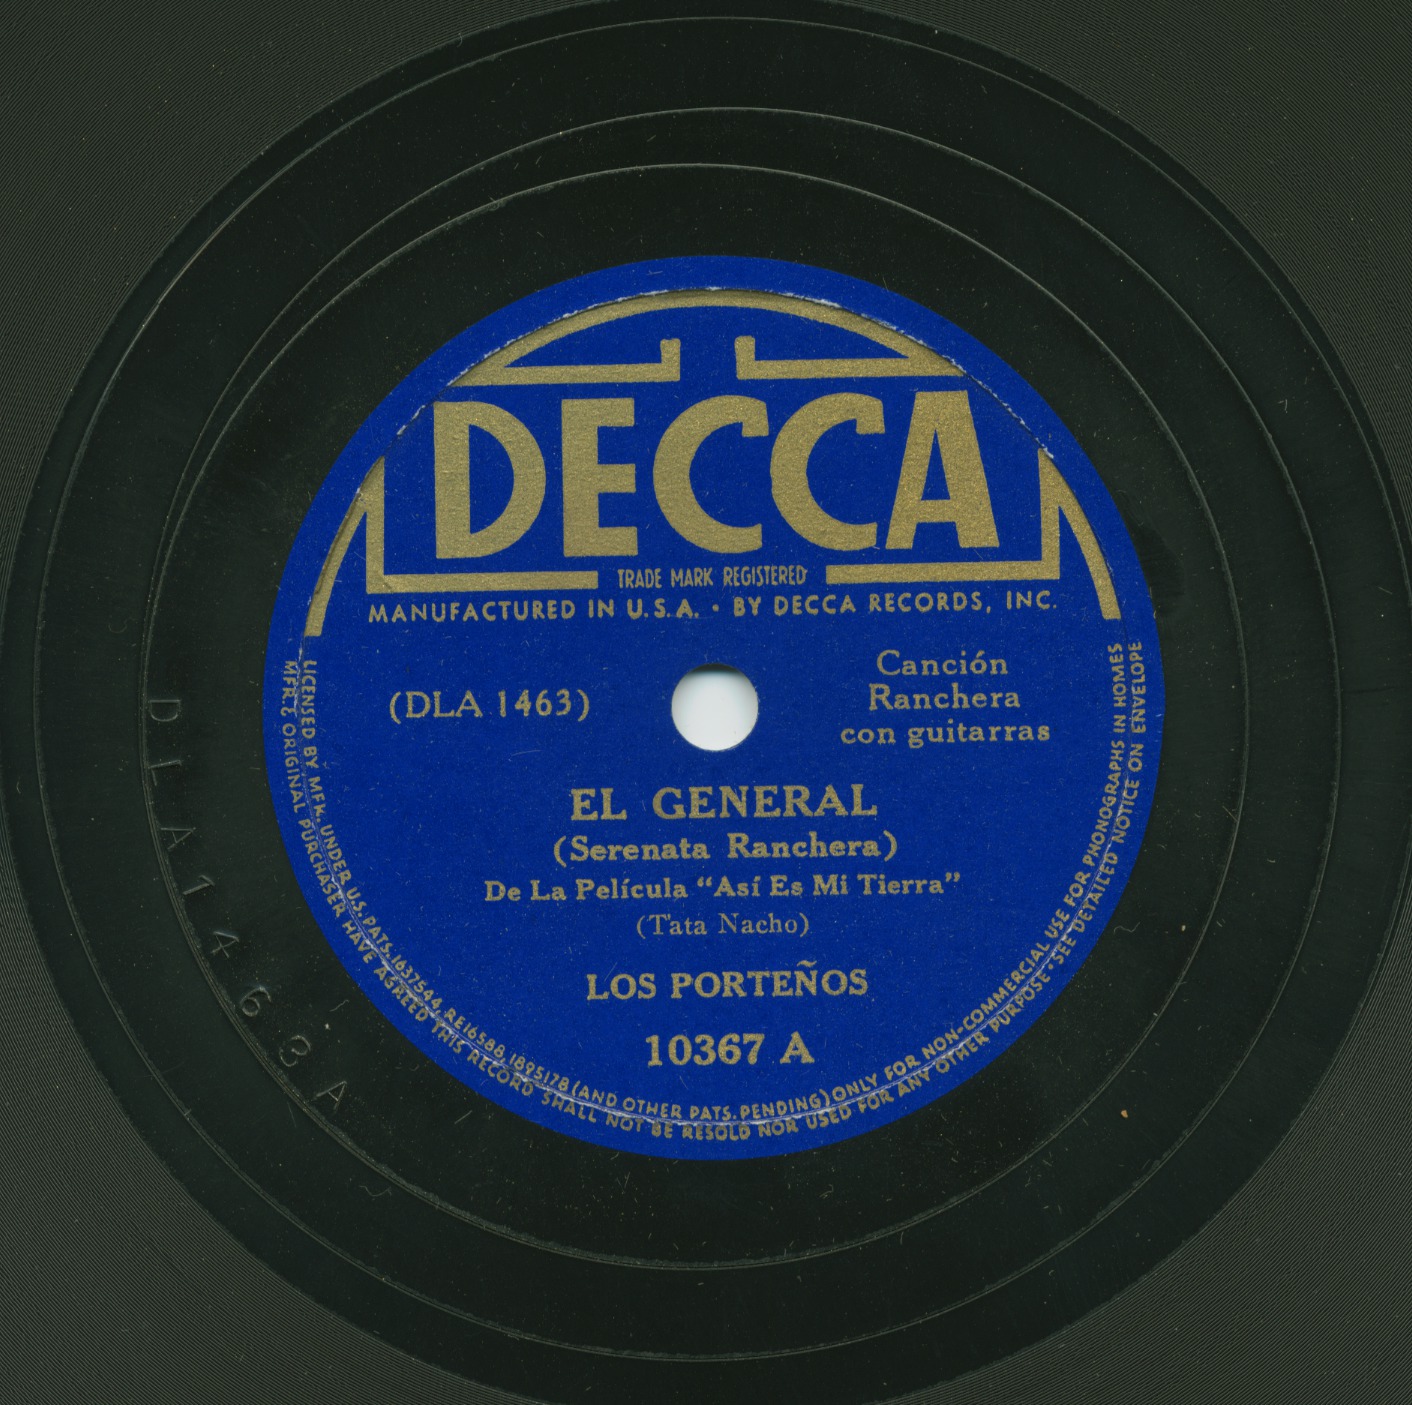 DECCA
TRADE MARK REGISTERED
MANUFACTURED IN U.S.A. • BY DECCA RECORDS, INC.
(DLA 1463)
Canción
Ranchera
con guitarras
EL GENERAL
(Serenata Ranchera)
De La Película “Así Es Mi Tierra”
(Tata Nacho)
LOS PORTEÑOS
10367 A
LICENSED BY MFR. UNDER U.S. PATS. 1637544, RE16588, 1895178 (AND OTHER PATS. PENDING) ONLY FOR NON-COMMERCIAL USE FOR PHONOGRAPHS IN HOMES
MFR. & ORIGINAL PURCHASER HAVE AGREED THIS RECORD SHALL NOT BE RESOLD NOR USED FOR ANY OTHER PURPOSE • SEE DETAILED NOTICE ON ENVELOPE
DLA 1463 A